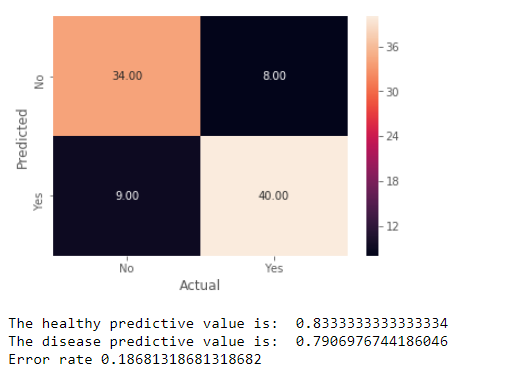 No
34.00
8.00
Yes
9.00
40.00
Predicted
No
Yes
Actual
36
30
24
18
12
The healthy predictive value is: 0.8333333333333334
The disease predictive value is: 0.7906976744186046
Error rate 0.18681318681318682